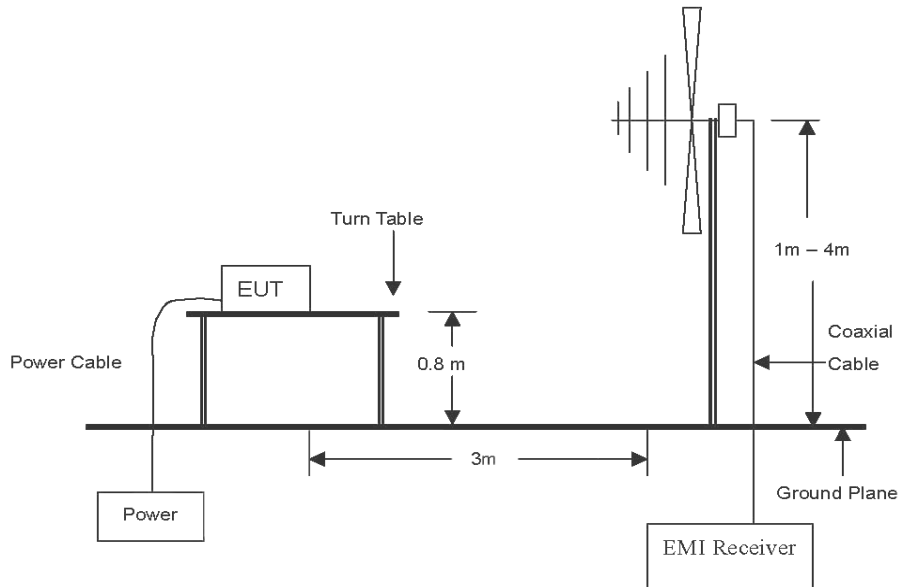 Turn Table
1m – 4m
EUT
Coaxial
Cable
0.8 m
Power Cable
3m
Ground Plane
Power
EMI Receiver